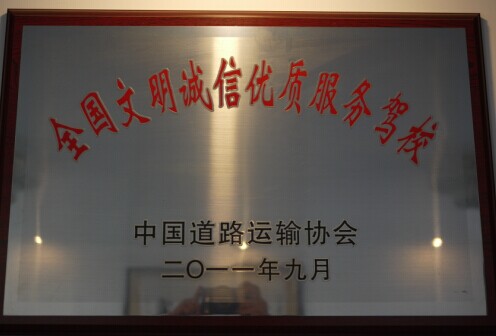 全国文明诚信优质服务驾校
中国道路运输协会
二〇一一年九月